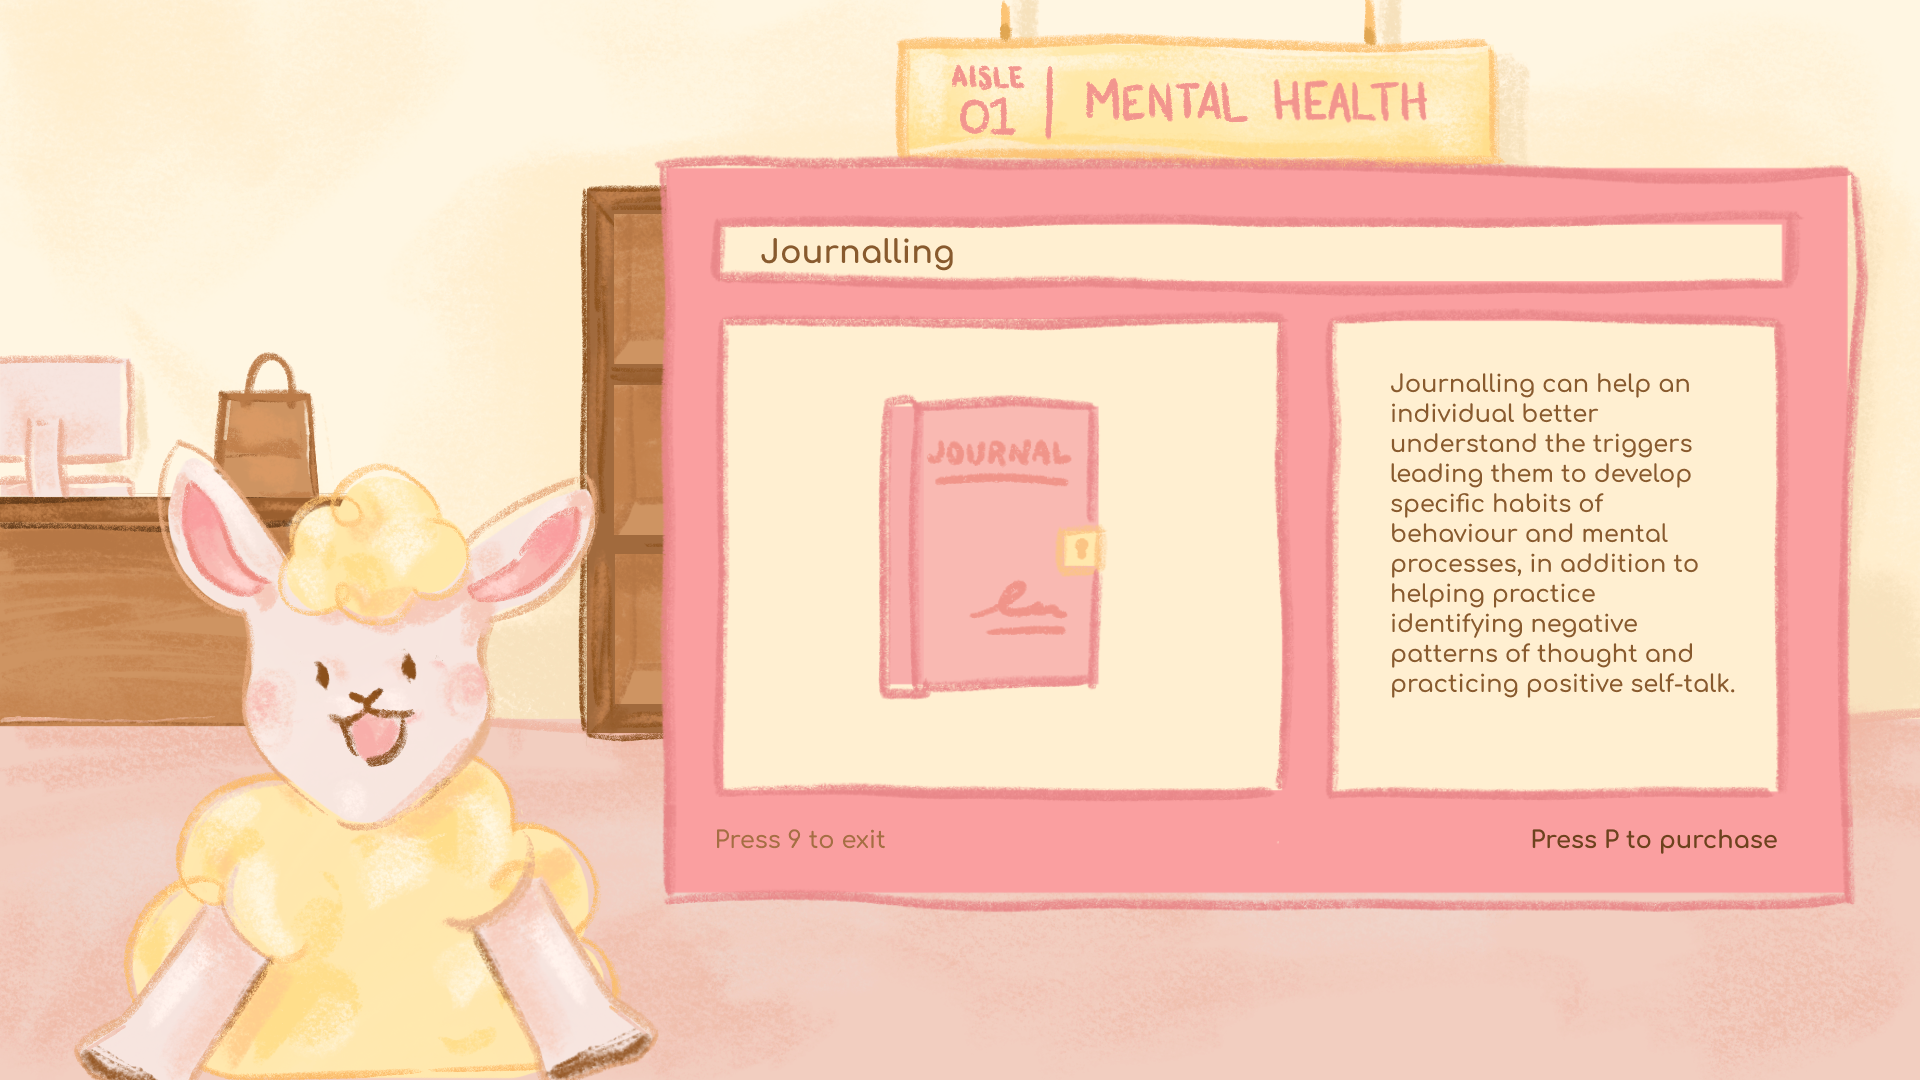 AISLE
01
MENTAL HEALTH
Journalling
JOURNAL
Journalling can help an
individual better
understand the triggers
leading them to develop
specific habits of
behaviour and mental
processes, in addition to
helping practice
identifying negative
patterns of thought and
practicing positive self-talk.
Press 9 to exit
Press P to purchase